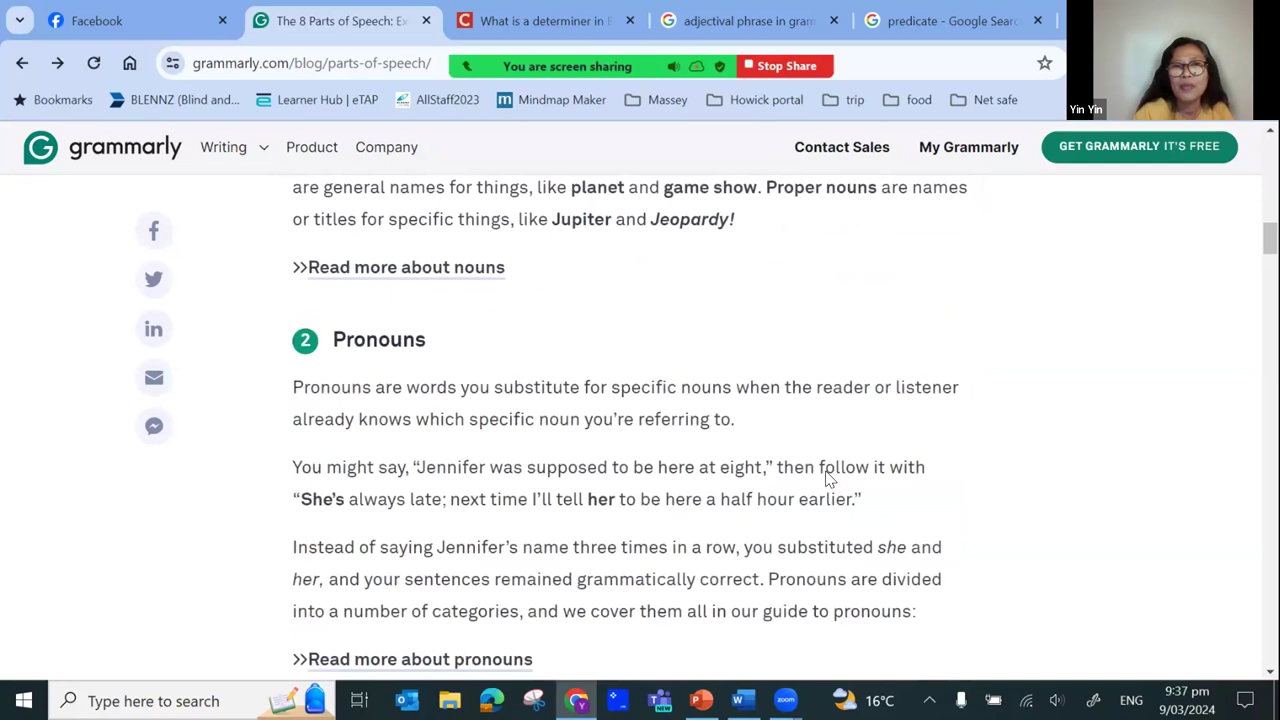 Facebook
The 8 Parts of Speech: Ex
What is a determiner in E
adjectival phrase in gram
predicate - Google Searc
grammarly.com/blog/parts-of-speech/
You are screen sharing
Stop Share
Bookmarks
BLENNZ (Blind and...
Learner Hub | eTAP
AllStaff2023
Mindmap Maker
Massey
Howick portal
trip
food
Net safe
Yin Yin
grammarly
Writing
Product
Company
Contact Sales
My Grammarly
GET GRAMMARLY IT'S FREE
are general names for things, like planet and game show. Proper nouns are names
or titles for specific things, like Jupiter and Jeopardy!
>>Read more about nouns
2 Pronouns
Pronouns are words you substitute for specific nouns when the reader or listener
already knows which specific noun you're referring to.
You might say, “Jennifer was supposed to be here at eight,” then follow it with
“She's always late; next time I'll tell her to be here a half hour earlier.”
Instead of saying Jennifer's name three times in a row, you substituted she and
her, and your sentences remained grammatically correct. Pronouns are divided
into a number of categories, and we cover them all in our guide to pronouns:
>>Read more about pronouns
Type here to search
NEW
16°C
ENG
9:37 pm
9/03/2024